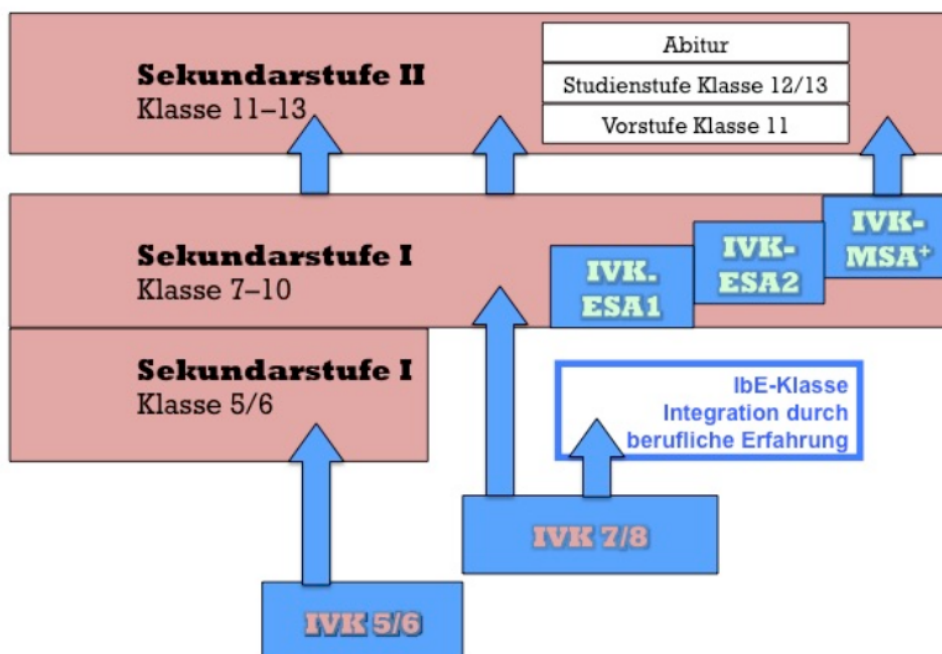 Abitur
Sekundarstufe II
Studienstufe Klasse 12/13
Klasse 11–13
Vorstufe Klasse 11
Sekundarstufe I
Klasse 7–10
IVK.
ESA1
IVK-
ESA2
IVK-
MSA+
Sekundarstufe I
Klasse 5/6
IbE-Klasse
Integration durch
berufliche Erfahrung
IVK 7/8
IVK 5/6